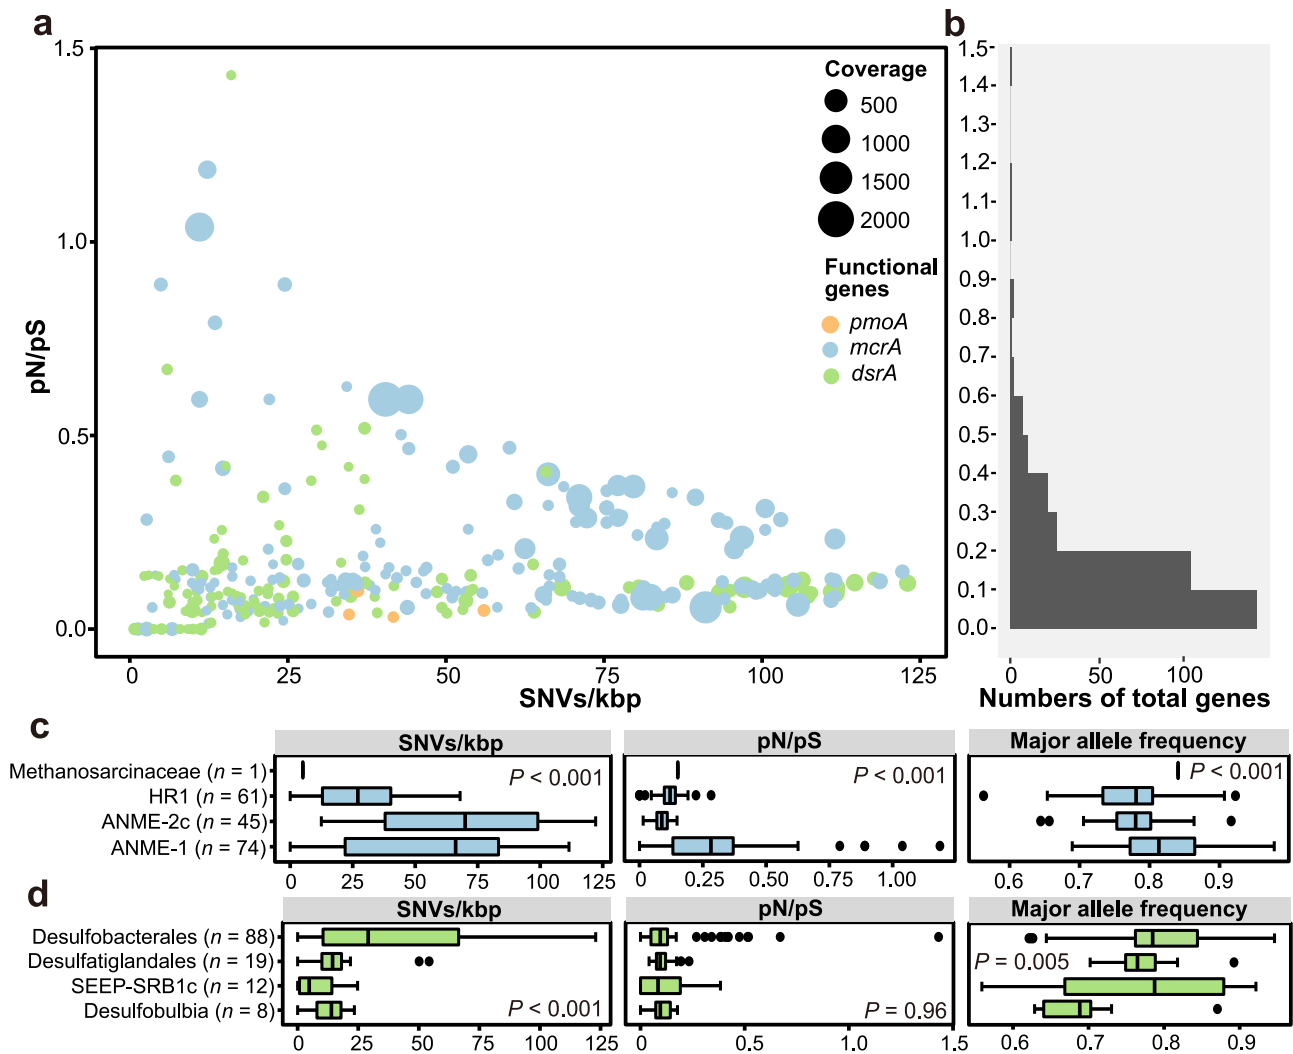 a
b
1.5
1.0
0.5
0.0
pN/pS
0
25
50
75
100
125
SNVs/kbp
Coverage
500
1000
1500
2000
Functional
genes
pmoA
mcrA
dsrA
1.5
1.4
1.3
1.2
1.1
1.0
0.9
0.8
0.7
0.6
0.5
0.4
0.3
0.2
0.1
0.0
0
50
100
Numbers of total genes
c
SNVs/kbp
pN/pS
Major allele frequency
Methanosarcinaceae (n = 1)
HR1 (n = 61)
ANME-2c (n = 45)
ANME-1 (n = 74)
P < 0.001
P < 0.001
P < 0.001
0 25 50 75 100 125
0 0.25 0.50 0.75 1.00
0.6 0.7 0.8 0.9
d
SNVs/kbp
pN/pS
Major allele frequency
Desulfobacterales (n = 88)
Desulfatiglandales (n = 19)
SEEP-SRB1c (n = 12)
Desulfobulbia (n = 8)
P < 0.001
P = 0.96
P = 0.005
0 25 50 75 100 125
0 0.5 1.0 1.5
0.6 0.7 0.8 0.9